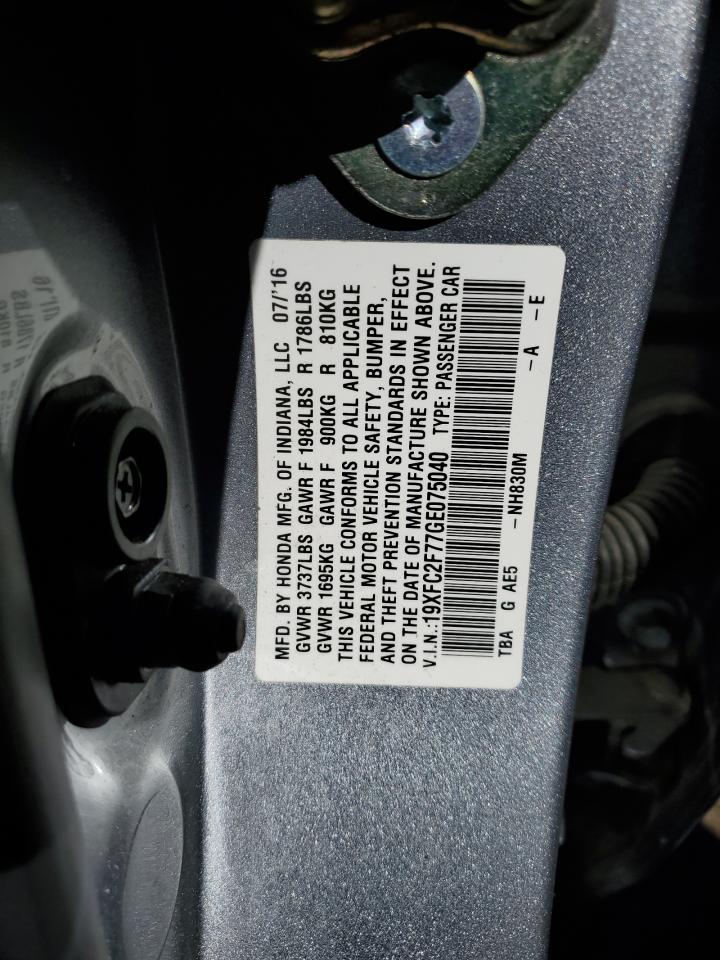 MFD. BY HONDA MFG. OF INDIANA, LLC 07/'16
GVWR 3737LBS GAWR F 1984LBS R 1786LBS
GVWR 1695KG GAWR F 900KG R 810KG
THIS VEHICLE CONFORMS TO ALL APPLICABLE
FEDERAL MOTOR VEHICLE SAFETY, BUMPER,
AND THEFT PREVENTION STANDARDS IN EFFECT
ON THE DATE OF MANUFACTURE SHOWN ABOVE.
V.I.N.:19XFC2F77GE075040 TYPE: PASSENGER CAR
TBA G AE5 -NH830M -A -E